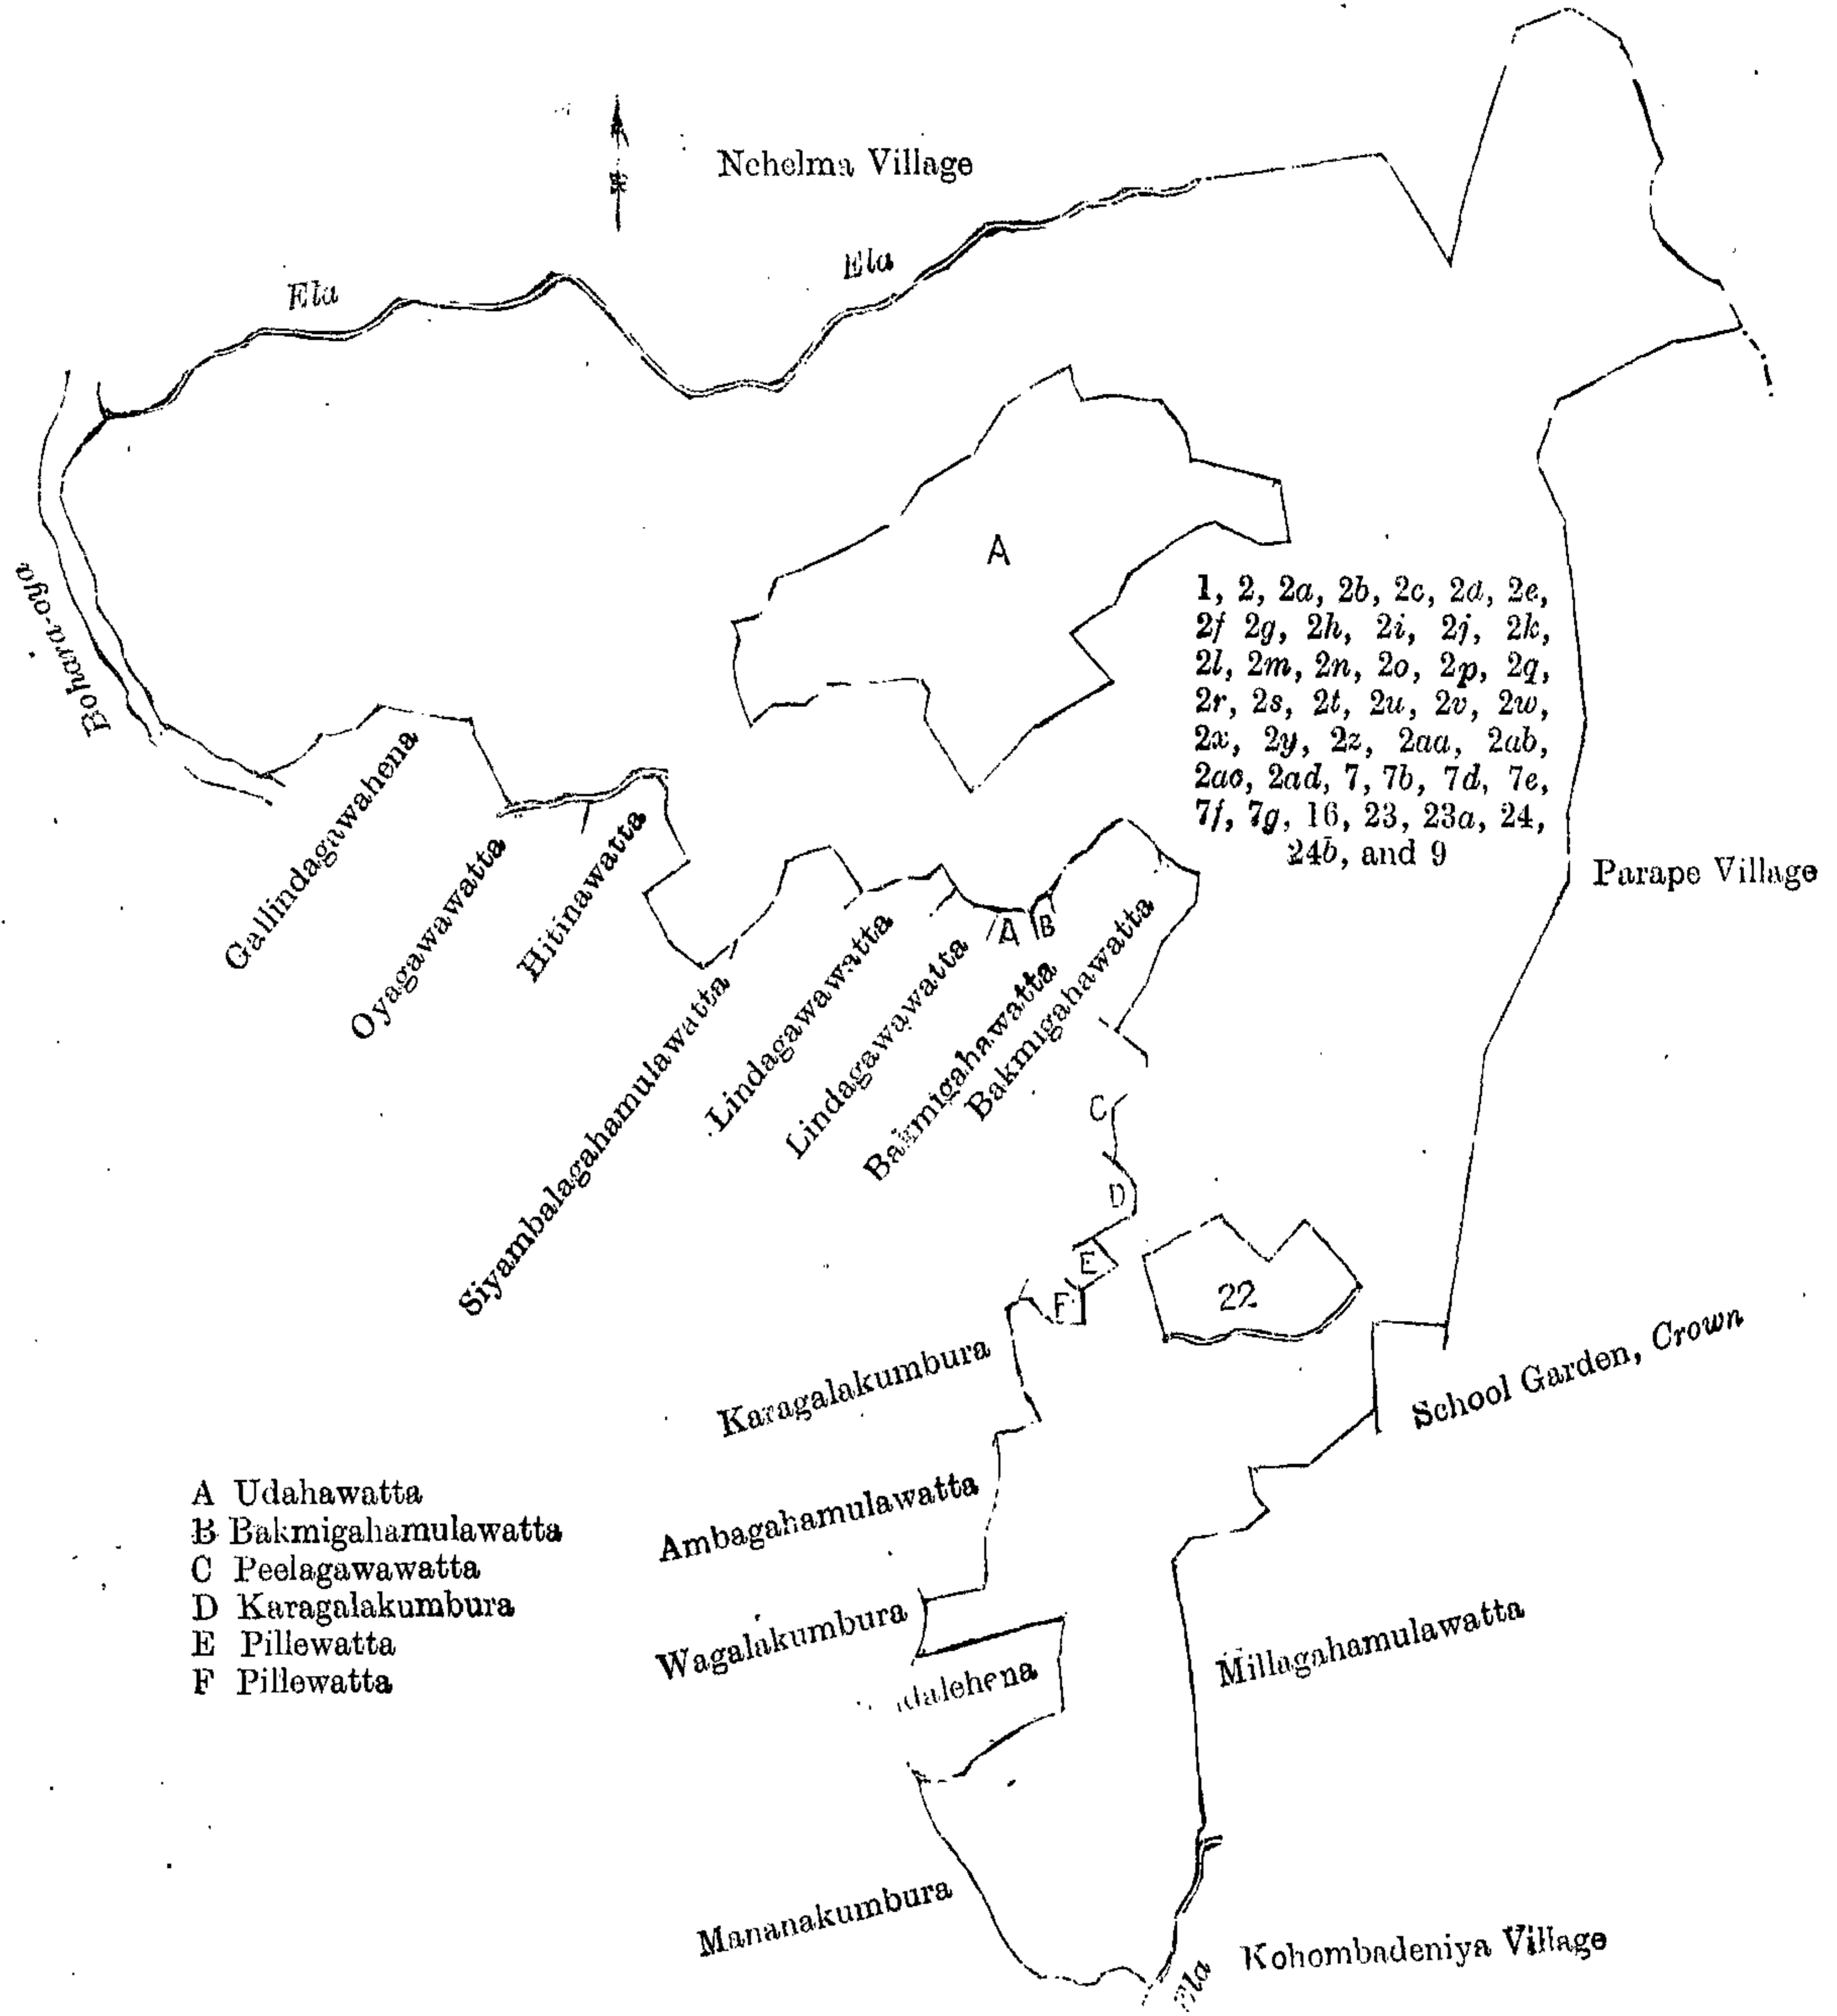 Nehelma Village
Ela
Ela
A
Bohara-oya
1, 2, 2a, 2b, 2c, 2d, 2e,
2f 2g, 2h, 2i, 2j, 2k,
2l, 2m, 2n, 2o, 2p, 2q,
2r, 2s, 2t, 2u, 2v, 2w,
2x, 2y, 2z, 2aa, 2ab,
2ac, 2ad, 7, 7b, 7d, 7e,
7f, 7g, 16, 23, 23a, 24,
24b, and 9
Parape Village
Gallindagawahena
Oyagawawatta
Hitinawatta
Siyambalagahamulawatta
Lindagawawatta
Lindagawawatta
A
B
Bakmigahawatta
Bakmigahawatta
C
D
E
F
22
School Garden, Crown
Karagalakumbura
Ambagahamulawatta
A Udahawatta
B Bakmigahamulawatta
C Peelagawawatta
D Karagalakumbura
E Pillewatta
F Pillewatta
Wagalakumbura
Millagahamulawatta
Mananakumbura
Kohombadeniya Village
Ela